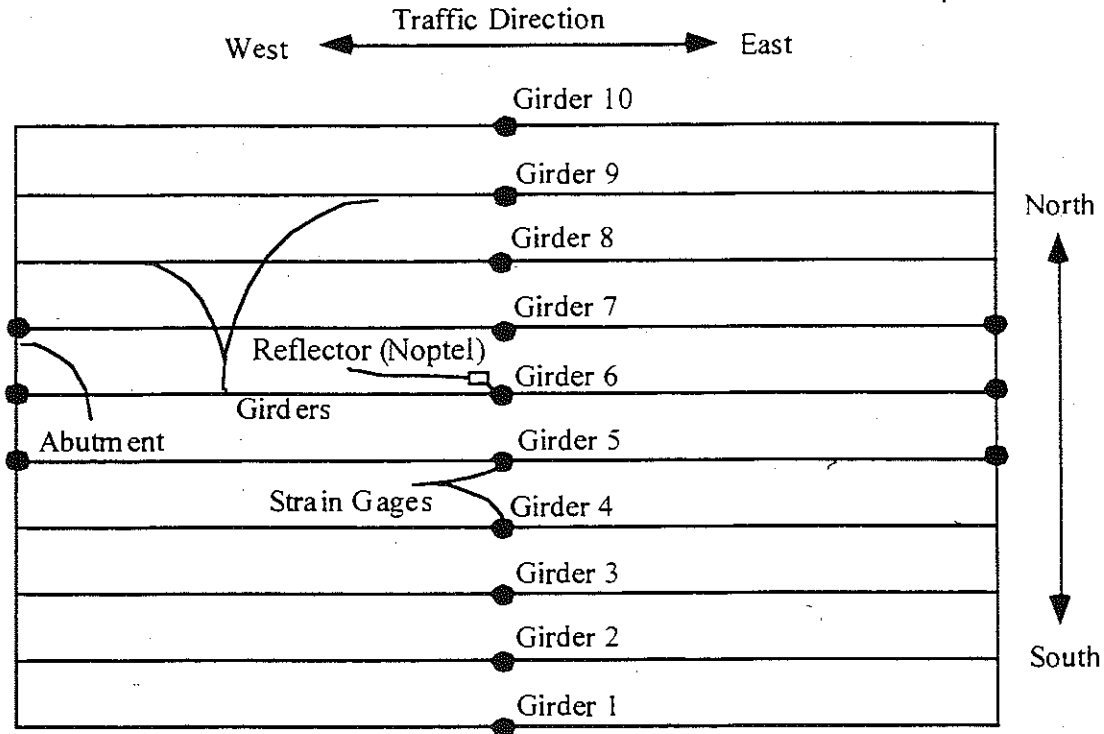 Traffic Direction
West
East
Girder 10
Girder 9
North
Girder 8
Girder 7
Reflector (Noptel)
Girder 6
Girders
Abutment
Girder 5
Strain Gages
Girder 4
Girder 3
Girder 2
South
Girder 1